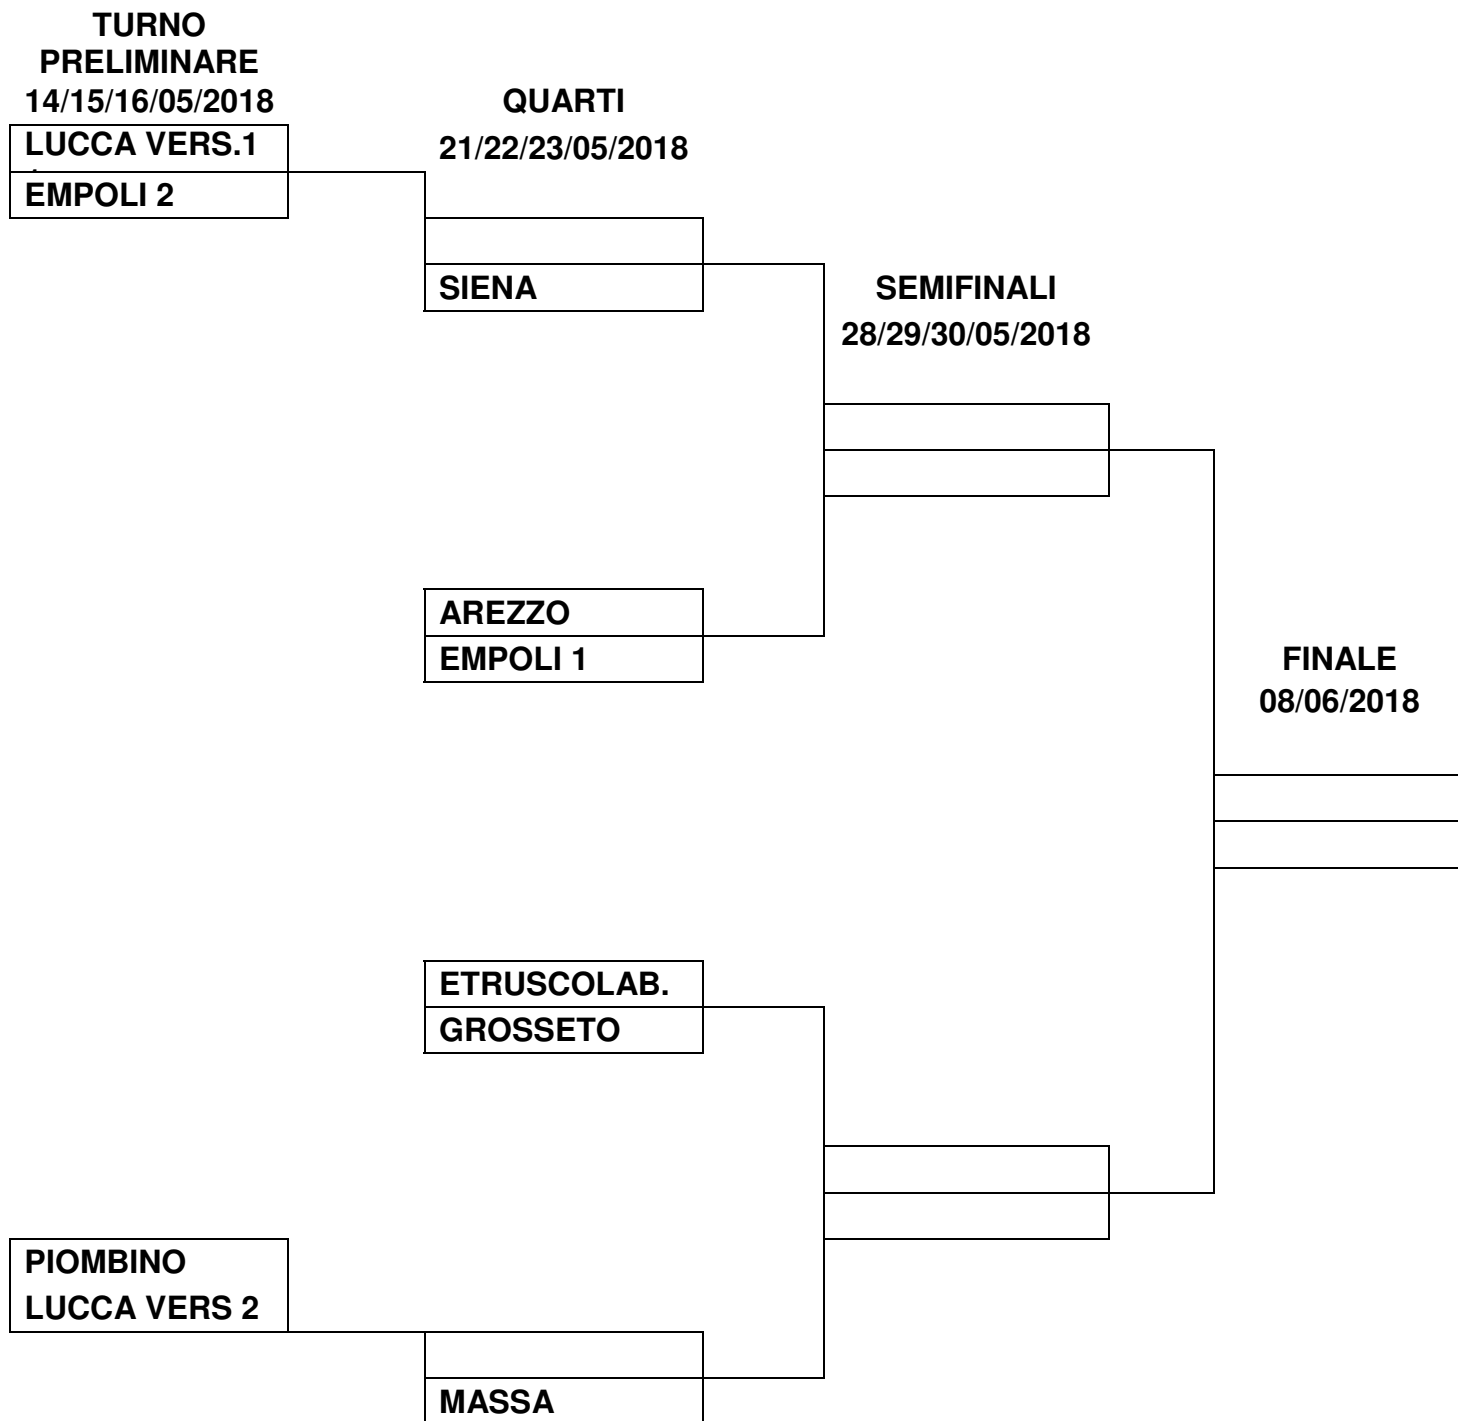 TURNO
PRELIMINARE
14/15/16/05/2018
QUARTI
LUCCA VERS.1
21/22/23/05/2018
EMPOLI 2
SIENA
SEMIFINALI
28/29/30/05/2018
AREZZO
EMPOLI 1
FINALE
08/06/2018
ETRUSCOLAB.
GROSSETO
PIOMBINO
LUCCA VERS 2
MASSA